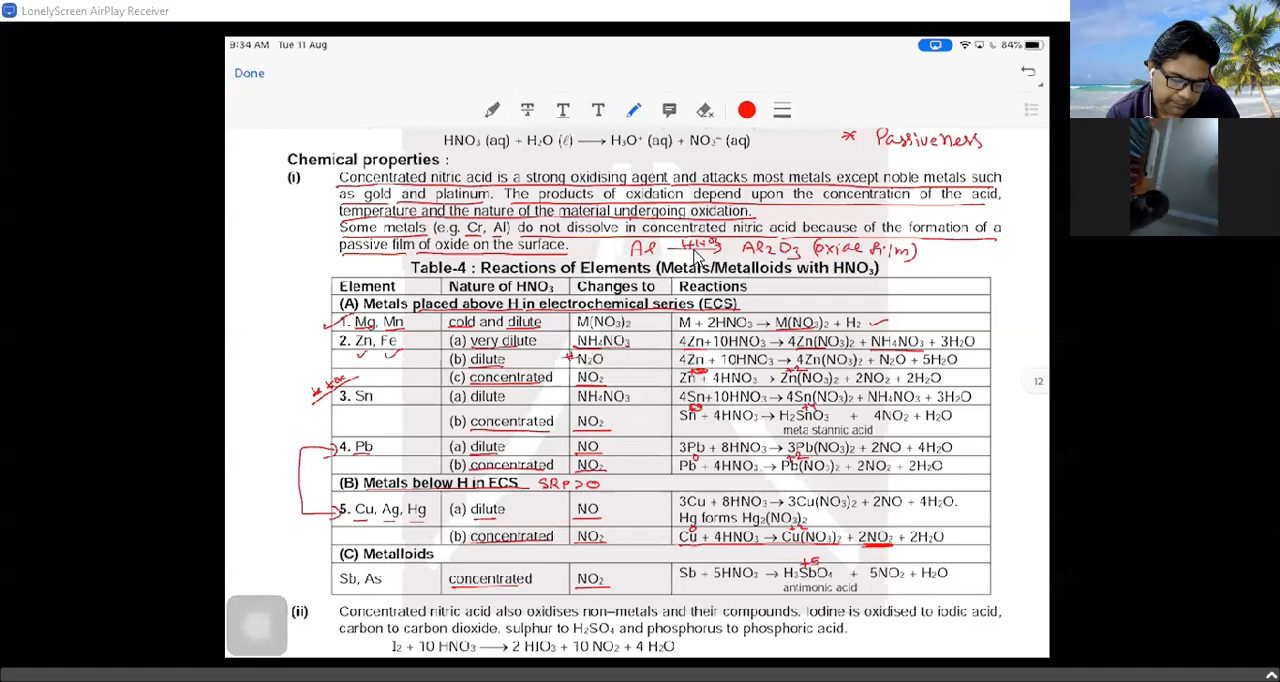 LonelyScreen AirPlay Receiver
9:34 AM Tue 11 Aug 84%
Done
HNO₃ (aq) + H₂O (ℓ) ⟶ H₃O⁺ (aq) + NO₃⁻ (aq) * Passiveness
Chemical properties :
(i) Concentrated nitric acid is a strong oxidising agent and attacks most metals except noble metals such
as gold and platinum. The products of oxidation depend upon the concentration of the acid,
temperature and the nature of the material undergoing oxidation.
Some metals (e.g. Cr, Al) do not dissolve in concentrated nitric acid because of the formation of a
passive film of oxide on the surface. Al HNO₃→ Al₂O₃ (oxide film)
Table-4 : Reactions of Elements (Metals/Metalloids with HNO₃)
Element Nature of HNO₃ Changes to Reactions
(A) Metals placed above H in electrochemical series (ECS)
1. Mg, Mn cold and dilute M(NO₃)₂ M + 2HNO₃ → M(NO₃)₂ + H₂
2. Zn, Fe (a) very dilute NH₄NO₃ 4Zn+10HNO₃ → 4Zn(NO₃)₂ + NH₄NO₃ + 3H₂O
(b) dilute N₂O 4Zn + 10HNO₃ → 4Zn(NO₃)₂ + N₂O + 5H₂O
(c) concentrated NO₂ Zn + 4HNO₃ → Zn(NO₃)₂ + 2NO₂ + 2H₂O +2
3. Sn (a) dilute NH₄NO₃ 4Sn+10HNO₃ → 4Sn(NO₃)₂ + NH₄NO₃ + 3H₂O
(b) concentrated NO₂ Sn + 4HNO₃ → H₂SnO₃ + 4NO₂ + H₂O +4
meta stannic acid
4. Pb (a) dilute NO 3Pb + 8HNO₃ → 3Pb(NO₃)₂ + 2NO + 4H₂O
(b) concentrated NO₂ Pb + 4HNO₃ → Pb(NO₃)₂ + 2NO₂ + 2H₂O 0 +2
(B) Metals below H in ECS SRP > 0
5. Cu, Ag, Hg (a) dilute NO 3Cu + 8HNO₃ → 3Cu(NO₃)₂ + 2NO + 4H₂O.
Hg forms Hg₂(NO₃)₂
(b) concentrated NO₂ Cu + 4HNO₃ → Cu(NO₃)₂ + 2NO₂ + 2H₂O 0 +2
(C) Metalloids
Sb, As concentrated NO₂ Sb + 5HNO₃ → H₃SbO₄ + 5NO₂ + H₂O +5
antimonic acid
12
(ii) Concentrated nitric acid also oxidises non–metals and their compounds. Iodine is oxidised to iodic acid,
carbon to carbon dioxide, sulphur to H₂SO₄ and phosphorus to phosphoric acid.
I₂ + 10 HNO₃ ⟶ 2 HIO₃ + 10 NO₂ + 4 H₂O